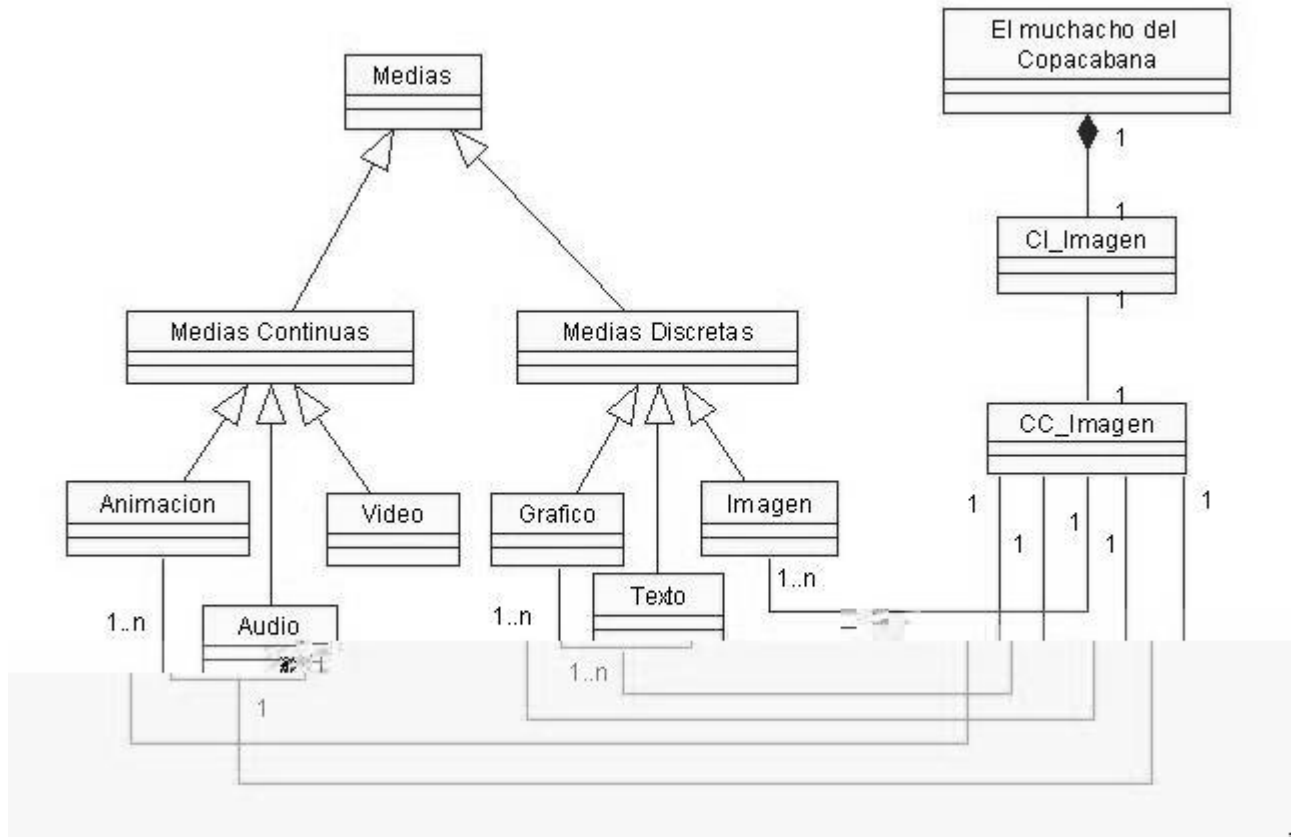 El muchacho del
Copacabana
Medias
1
1
CI_Imagen
1
Medias Continuas
Medias Discretas
1
CC_Imagen
Animacion
Video
Grafico
Imagen
1
1
1
1
1
1..n
Texto
1..n
1..n
Audio
1..n
1